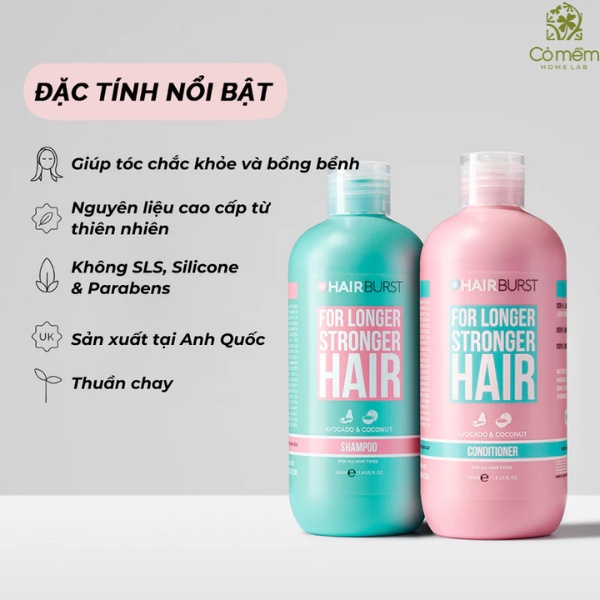 Cỏ mềm
HOME LAB
ĐẶC TÍNH NỔI BẬT
Giúp tóc chắc khỏe và bồng bềnh
Nguyên liệu cao cấp từ
thiên nhiên
Không SLS, Silicone
& Parabens
UK
Sản xuất tại Anh Quốc
Thuần chay
HAIRBURST
FOR LONGER
STRONGER
HAIR
AVOCADO & COCONUT
SHAMPOO
FOR ALL HAIR TYPES
HAIRBURST
FOR LONGER
STRONGER
HAIR
AVOCADO & COCONUT
CONDITIONER
FOR ALL HAIR TYPES